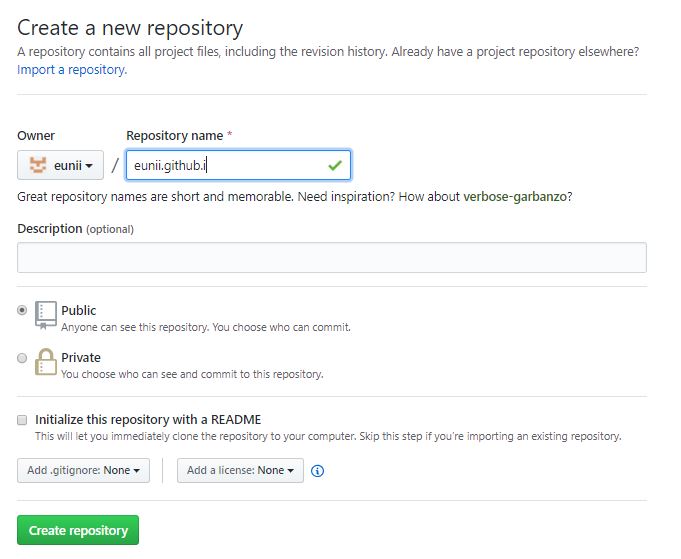 Create a new repository
A repository contains all project files, including the revision history. Already have a project repository elsewhere?
Import a repository.
Owner Repository name *
eunii / eunii.github.i
Great repository names are short and memorable. Need inspiration? How about verbose-garbanzo?
Description (optional)
Public
Anyone can see this repository. You choose who can commit.
Private
You choose who can see and commit to this repository.
Initialize this repository with a README
This will let you immediately clone the repository to your computer. Skip this step if you're importing an existing repository.
Add .gitignore: None Add a license: None
Create repository